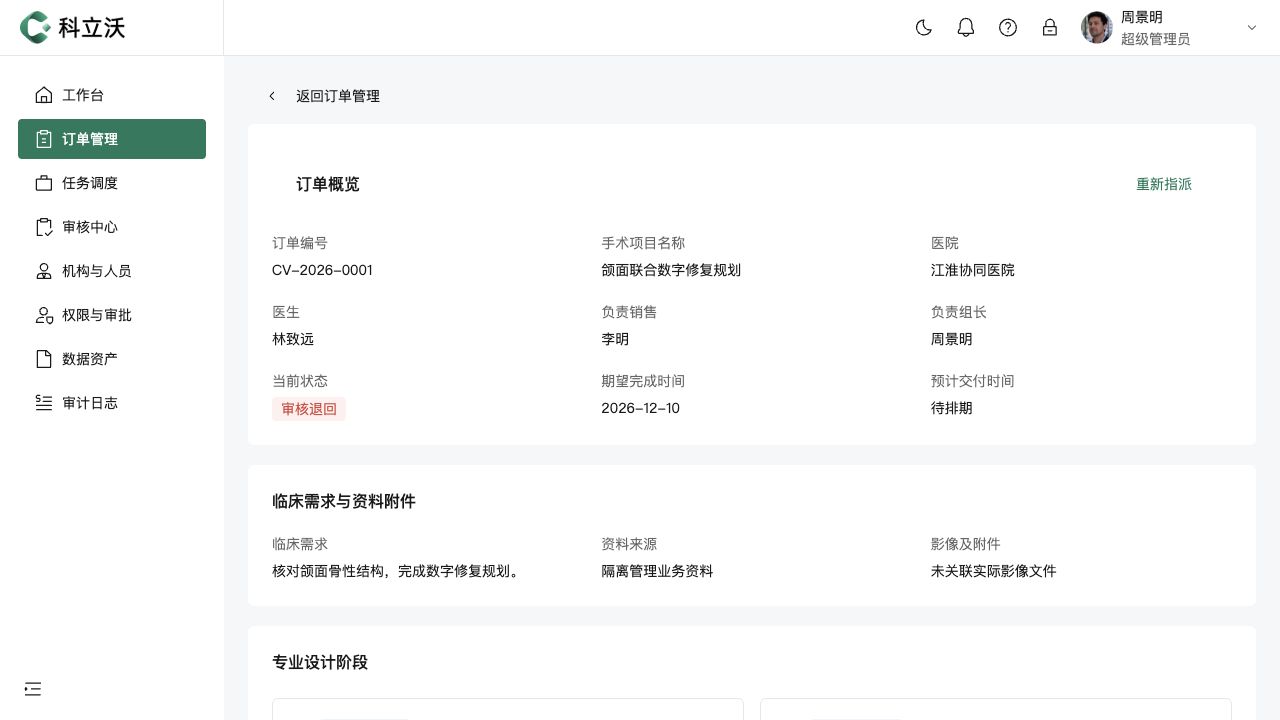 科立沃
周景明
超级管理员
工作台
订单管理
任务调度
审核中心
机构与人员
权限与审批
数据资产
审计日志
返回订单管理
订单概览
重新指派
订单编号
CV-2026-0001
手术项目名称
颌面联合数字修复规划
医院
江淮协同医院
医生
林致远
负责销售
李明
负责组长
周景明
当前状态
审核退回
期望完成时间
2026-12-10
预计交付时间
待排期
临床需求与资料附件
临床需求
核对颌面骨性结构，完成数字修复规划。
资料来源
隔离管理业务资料
影像及附件
未关联实际影像文件
专业设计阶段